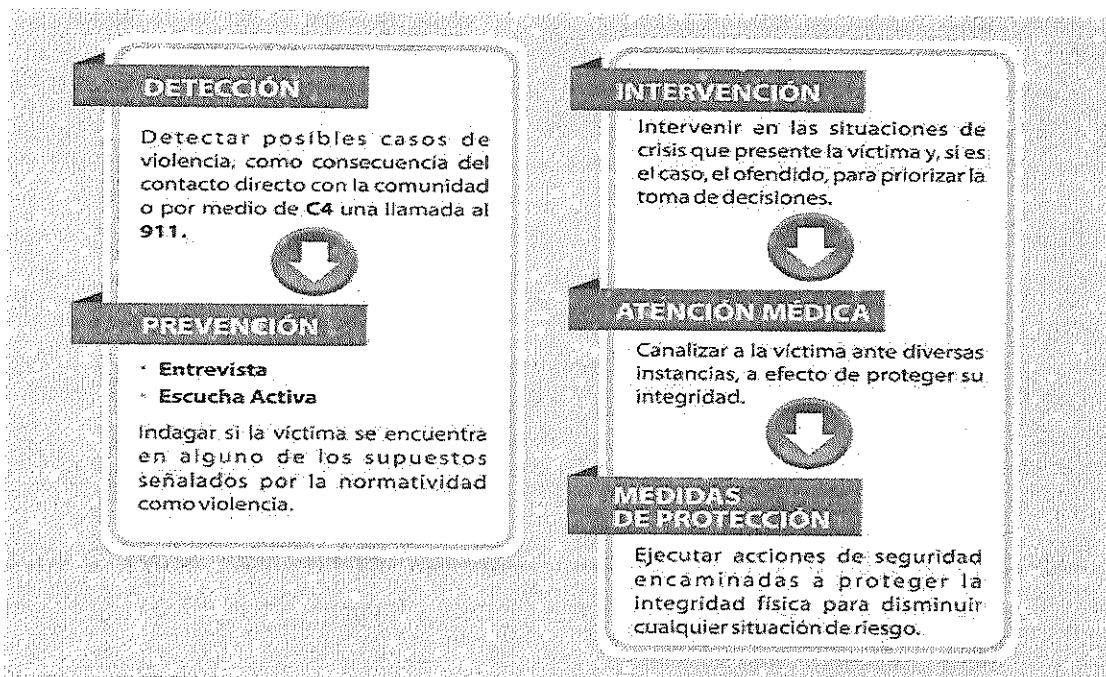 DETECCIÓN
Detectar posibles casos de
violencia, como consecuencia del
contacto directo con la comunidad
o por medio de C4 una llamada al
911.
PREVENCIÓN
· Entrevista
· Escucha Activa
Indagar si la víctima se encuentra
en alguno de los supuestos
señalados por la normatividad
como violencia.
INTERVENCIÓN
Intervenir en las situaciones de
crisis que presente la víctima y, si es
el caso, el ofendido, para priorizar la
toma de decisiones.
ATENCIÓN MÉDICA
Canalizar a la víctima ante diversas
instancias, a efecto de proteger su
integridad.
MEDIDAS
DE PROTECCIÓN
Ejecutar acciones de seguridad
encaminadas a proteger la
integridad física para disminuir
cualquier situación de riesgo.